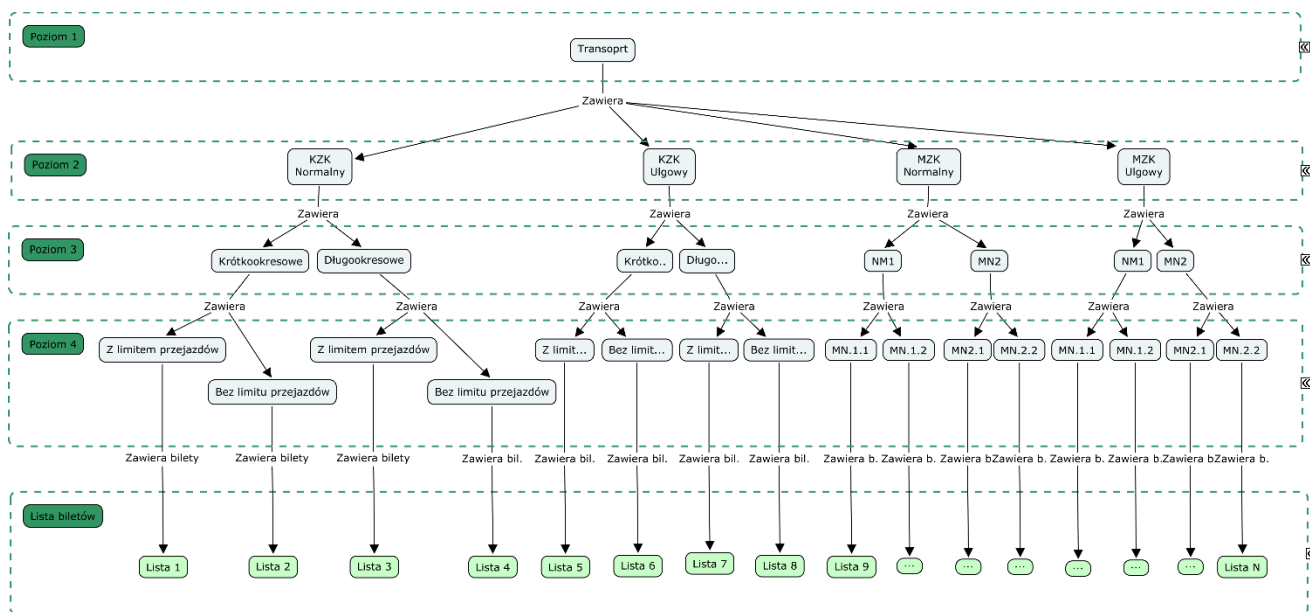 Poziom 1
Transoprt
Zawiera
Poziom 2
KZK
Normalny
KZK
Ulgowy
MZK
Normalny
MZK
Ulgowy
Zawiera
Zawiera
Zawiera
Zawiera
Poziom 3
Krótkookresowe
Długookresowe
Krótko..
Długo...
NM1
MN2
NM1
MN2
Zawiera
Zawiera
Zawiera
Zawiera
Zawiera
Zawiera
Zawiera
Zawiera
Poziom 4
Z limitem przejazdów
Z limitem przejazdów
Z limit...
Bez limit...
Z limit...
Bez limit...
MN.1.1
MN.1.2
MN2.1
MN.2.2
MN.1.1
MN.1.2
MN2.1
MN.2.2
Bez limitu przejazdów
Bez limitu przejazdów
Zawiera bilety
Zawiera bilety
Zawiera bilety
Zawiera bil.
Zawiera bil.
Zawiera bil.
Zawiera bil.
Zawiera bil.
Zawiera b.
Zawiera b.
Zawiera b.
Zawiera b.
Zawiera b.
Zawiera b.
Zawiera b.
Zawiera b.
Lista biletów
Lista 1
Lista 2
Lista 3
Lista 4
Lista 5
Lista 6
Lista 7
Lista 8
Lista 9
...
...
...
...
...
...
Lista N